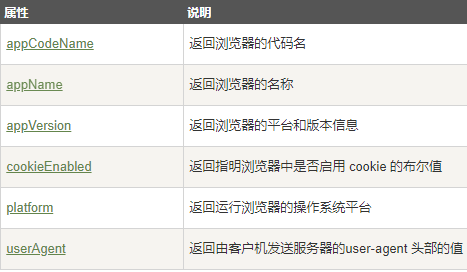 属性 说明
appCodeName 返回浏览器的代码名
appName 返回浏览器的名称
appVersion 返回浏览器的平台和版本信息
cookieEnabled 返回指明浏览器中是否启用 cookie 的布尔值
platform 返回运行浏览器的操作系统平台
userAgent 返回由客户机发送服务器的user-agent 头部的值